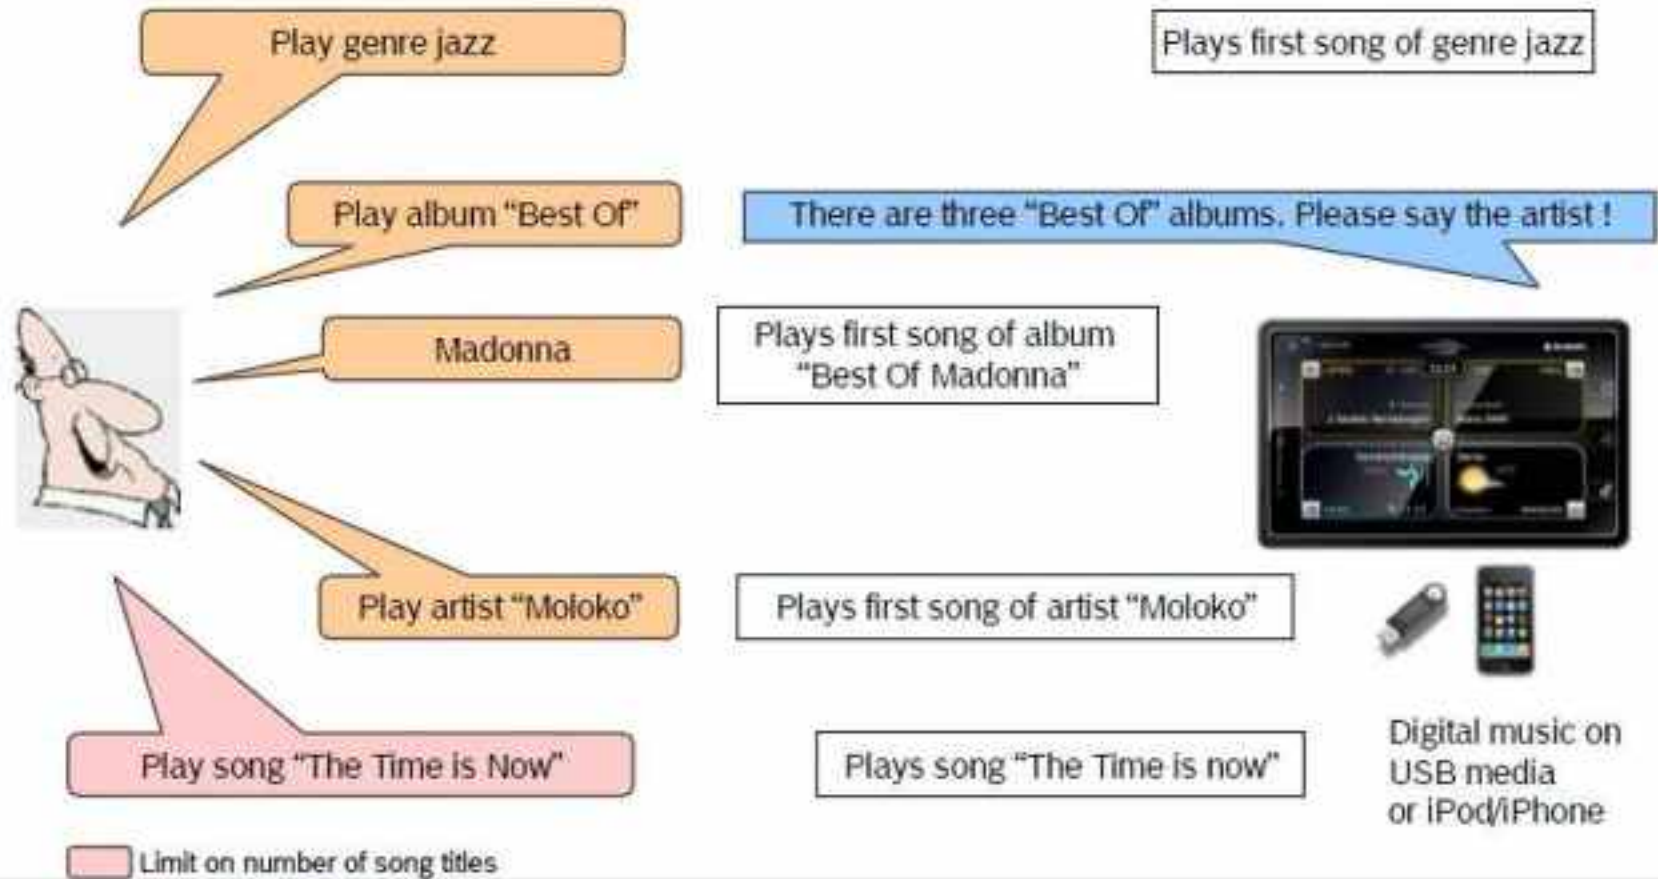 Play genre jazz
Plays first song of genre jazz
Play album “Best Of”
There are three “Best Of” albums. Please say the artist !
Madonna
Plays first song of album
“Best Of Madonna”
Play artist “Moloko”
Plays first song of artist “Moloko”
Play song “The Time is Now”
Plays song “The Time is now”
Digital music on
USB media
or iPod/iPhone
Limit on number of song titles